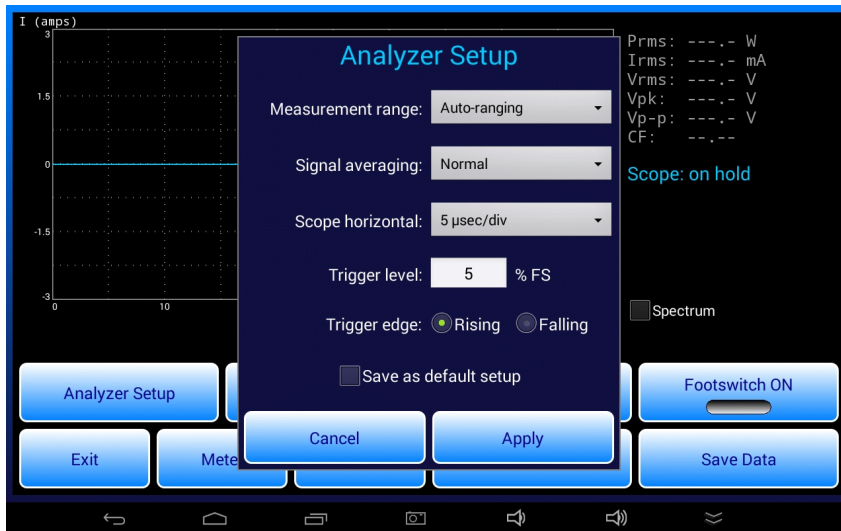 I (amps)
3
1.5
0
-1.5
-3
0
10
Analyzer Setup
Measurement range: Auto-ranging
Signal averaging: Normal
Scope horizontal: 5 µsec/div
Trigger level: 5 % FS
Trigger edge: Rising Falling
Save as default setup
Cancel Apply
Prms: ---.- W
Irms: ---.- mA
Vrms: ---.- V
Vpk: ---.- V
Vp-p: ---.- V
CF: --.--
Scope: on hold
Spectrum
Analyzer Setup
Footswitch ON
Exit
Mete
Save Data